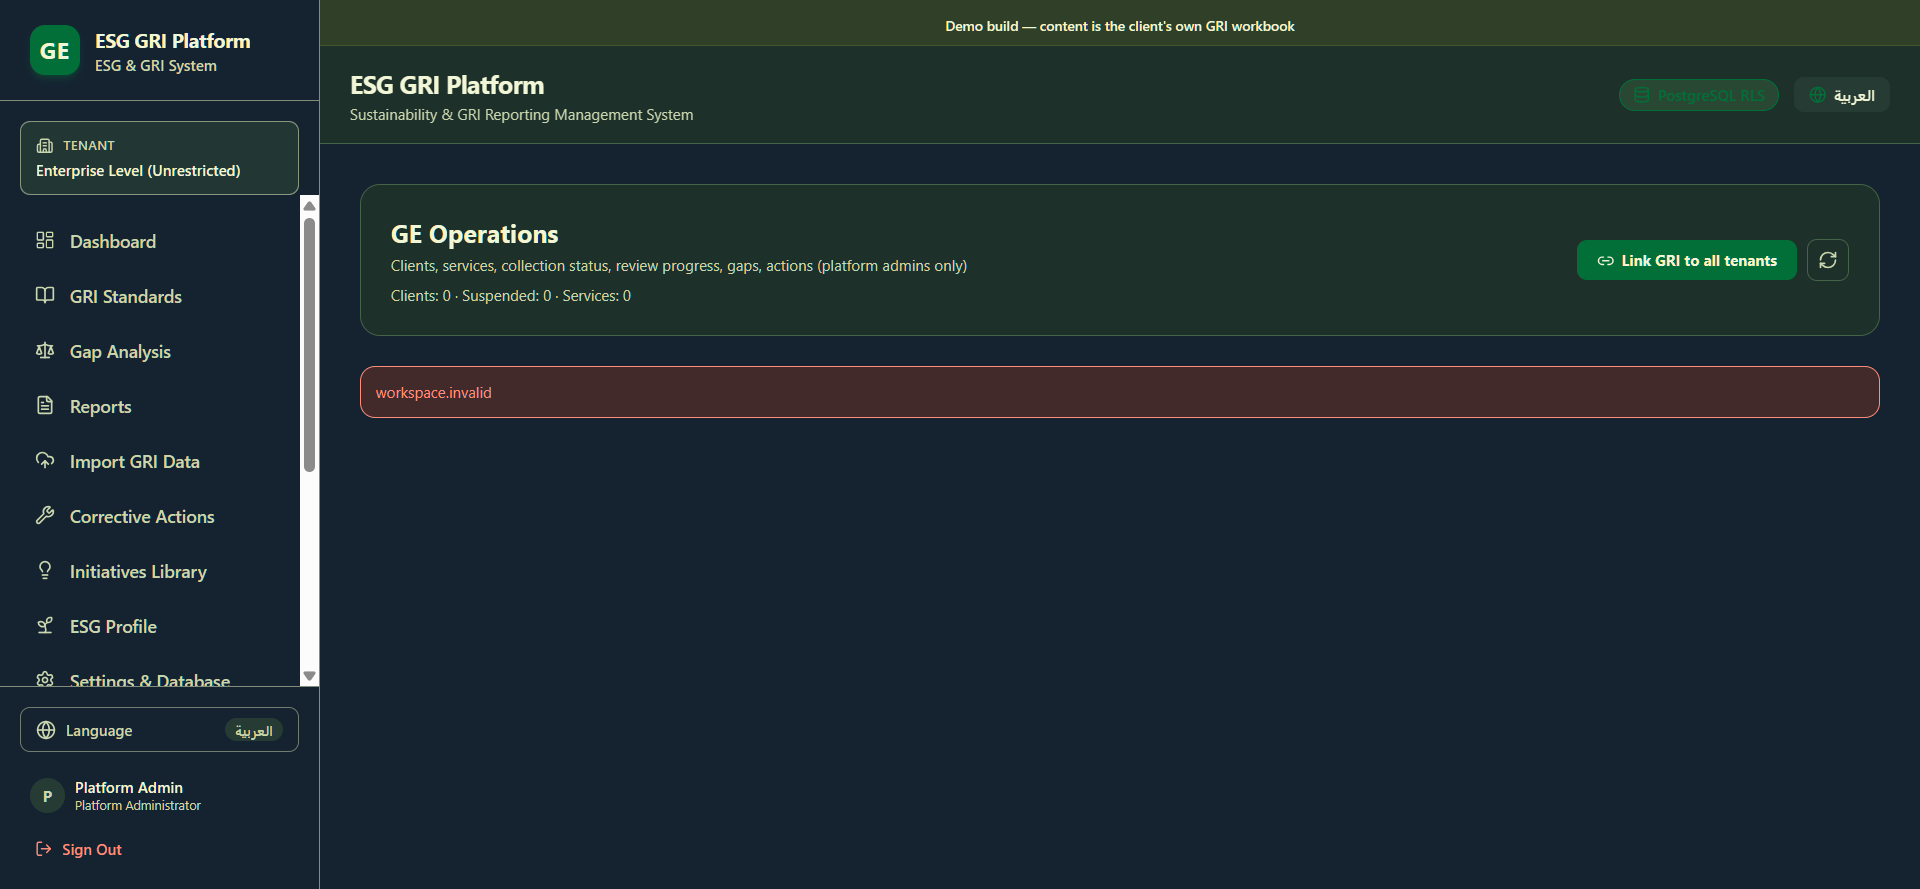 GE
ESG GRI Platform
ESG & GRI System
TENANT
Enterprise Level (Unrestricted)
Dashboard
GRI Standards
Gap Analysis
Reports
Import GRI Data
Corrective Actions
Initiatives Library
ESG Profile
Settings & Database
Language
العربية
P
Platform Admin
Platform Administrator
Sign Out
Demo build — content is the client's own GRI workbook
ESG GRI Platform
Sustainability & GRI Reporting Management System
PostgreSQL RLS
العربية
GE Operations
Clients, services, collection status, review progress, gaps, actions (platform admins only)
Clients: 0 · Suspended: 0 · Services: 0
Link GRI to all tenants
workspace.invalid